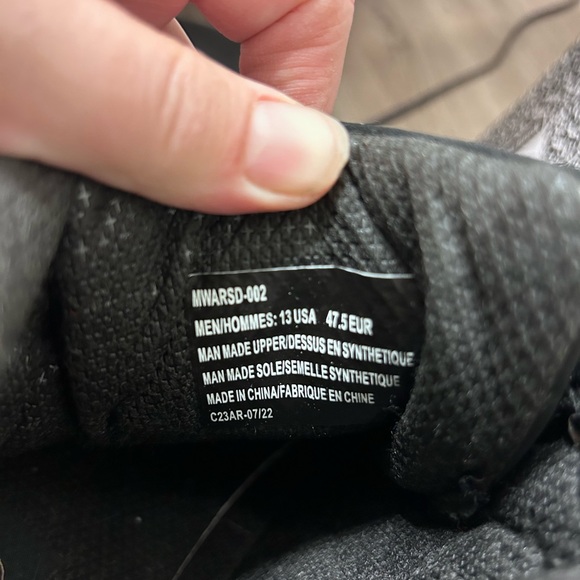 MWARSD-002
MEN/HOMMES: 13 USA 47.5 EUR
MAN MADE UPPER/DESSUS EN SYNTHETIQUE
MAN MADE SOLE/SEMELLE SYNTHETIQUE
MADE IN CHINA/FABRIQUE EN CHINE
C23AR-07/22